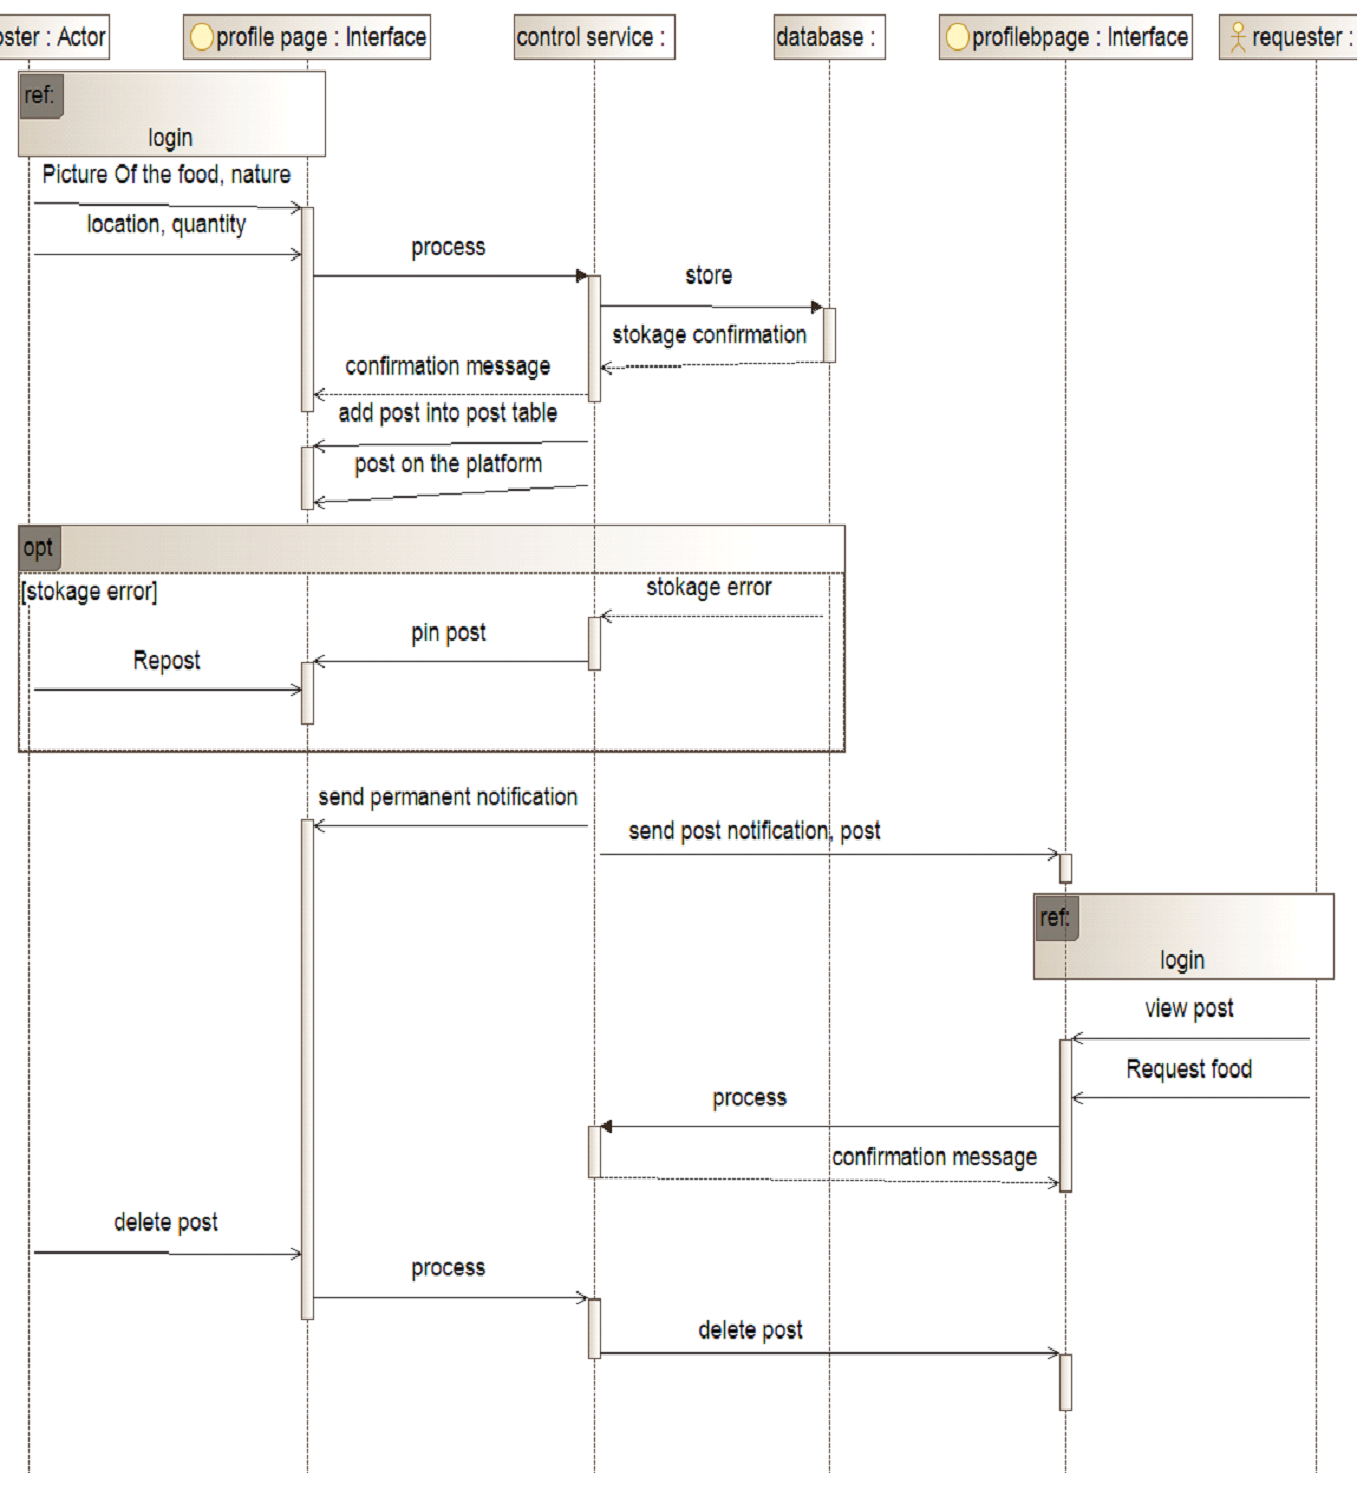 oster : Actor
profile page : Interface
control service :
database :
profilebpage : Interface
requester :
ref:
login
Picture Of the food, nature
location, quantity
process
store
stokage confirmation
confirmation message
add post into post table
post on the platform
opt
[stokage error]
stokage error
pin post
Repost
send permanent notification
send post notification, post
ref:
login
view post
Request food
process
confirmation message
delete post
process
delete post